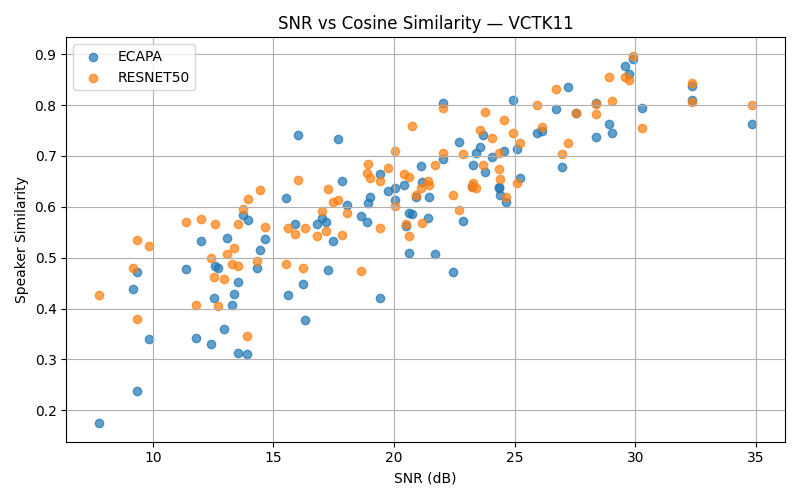 SNR vs Cosine Similarity — VCTK11
ECAPA
RESNET50
Speaker Similarity
0.9
0.8
0.7
0.6
0.5
0.4
0.3
0.2
10 15 20 25 30 35
SNR (dB)